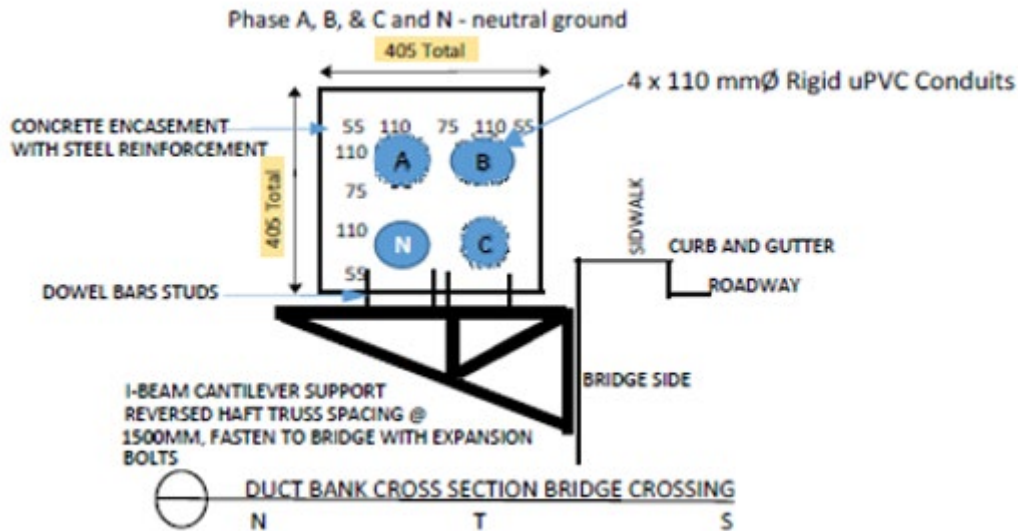 Phase A, B, & C and N - neutral ground
405 Total
4 x 110 mmØ Rigid uPVC Conduits
CONCRETE ENCASEMENT
WITH STEEL REINFORCEMENT
55 110 75 110 55
110
A
B
75
405 Total
110
N
C
55
SIDWALK
CURB AND GUTTER
ROADWAY
DOWEL BARS STUDS
BRIDGE SIDE
I-BEAM CANTILEVER SUPPORT
REVERSED HAFT TRUSS SPACING @
1500MM, FASTEN TO BRIDGE WITH EXPANSION
BOLTS
DUCT BANK CROSS SECTION BRIDGE CROSSING
N T S